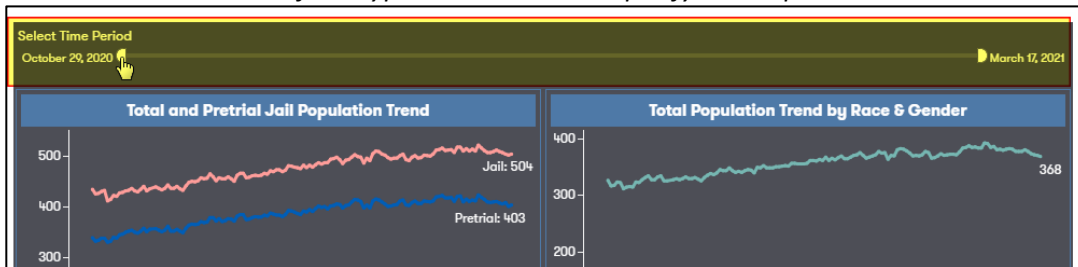 Select Time Period
October 29, 2020 March 17, 2021
Total and Pretrial Jail Population Trend
Total Population Trend by Race & Gender
500
Jail: 504
400
Pretrial: 403
300
400
368
300
200